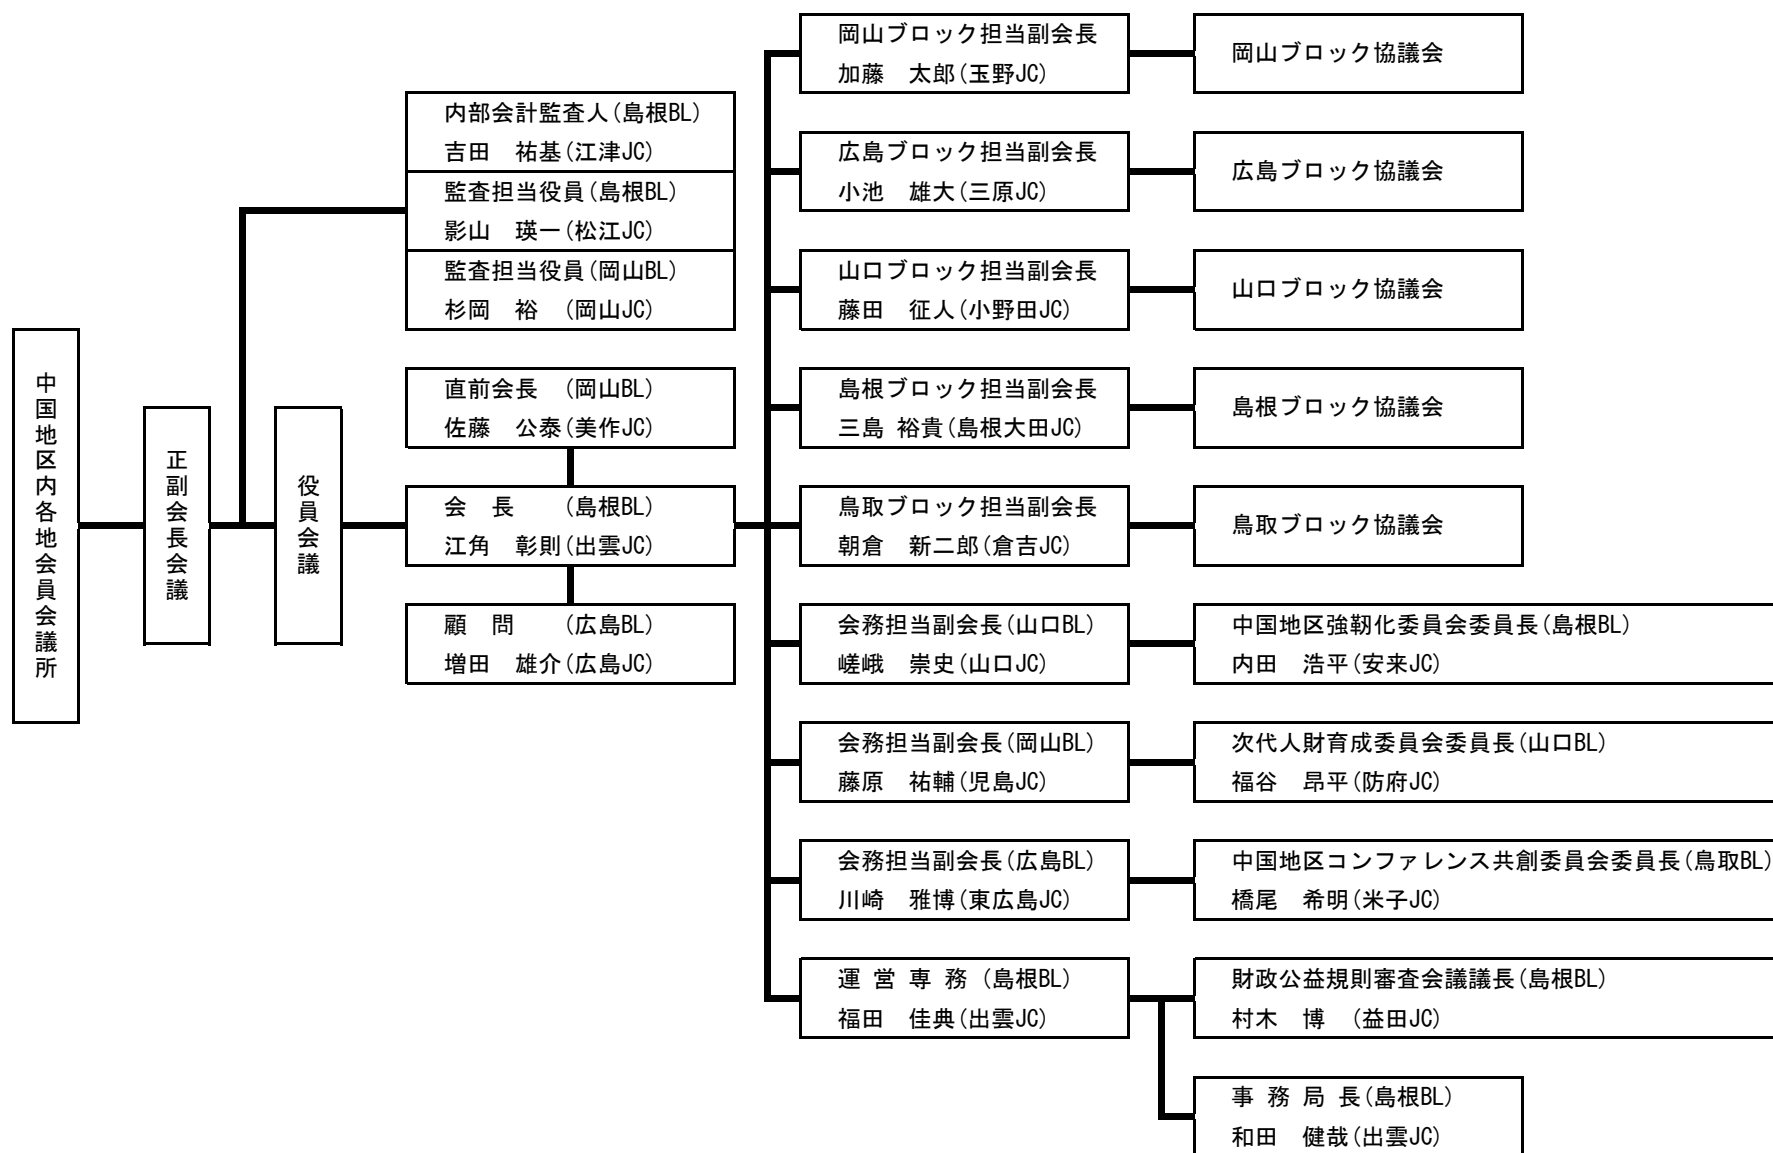 中国地区内各地会員会議所
正副会長会議
役員会議
内部会計監査人(島根BL)
吉田　祐基(江津JC)
監査担当役員(島根BL)
影山　瑛一(松江JC)
監査担当役員(岡山BL)
杉岡　裕　(岡山JC)
直前会長　(岡山BL)
佐藤　公泰(美作JC)
会　長　　(島根BL)
江角　彰則(出雲JC)
顧　問　　(広島BL)
増田　雄介(広島JC)
岡山ブロック担当副会長
加藤　太郎(玉野JC)
岡山ブロック協議会
広島ブロック担当副会長
小池　雄大(三原JC)
広島ブロック協議会
山口ブロック担当副会長
藤田　征人(小野田JC)
山口ブロック協議会
島根ブロック担当副会長
三島 裕貴(島根大田JC)
島根ブロック協議会
鳥取ブロック担当副会長
朝倉　新二郎(倉吉JC)
鳥取ブロック協議会
会務担当副会長(山口BL)
嵯峨　崇史(山口JC)
中国地区強靭化委員会委員長(島根BL)
内田　浩平(安来JC)
会務担当副会長(岡山BL)
藤原　祐輔(児島JC)
次代人財育成委員会委員長(山口BL)
福谷　昂平(防府JC)
会務担当副会長(広島BL)
川崎　雅博(東広島JC)
中国地区コンファレンス共創委員会委員長(鳥取BL)
橋尾　希明(米子JC)
運 営 専 務 (島根BL)
福田　佳典(出雲JC)
財政公益規則審査会議議長(島根BL)
村木　博　(益田JC)
事 務 局 長(島根BL)
和田　健哉(出雲JC)